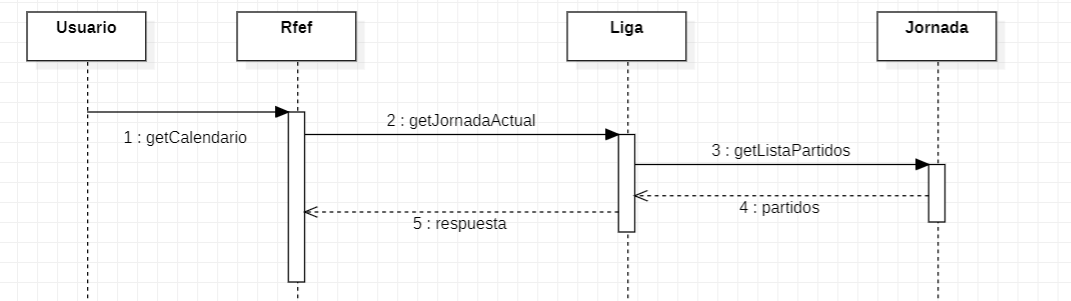 Usuario
Rfef
Liga
Jornada
1 : getCalendario
2 : getJornadaActual
3 : getListaPartidos
4 : partidos
5 : respuesta